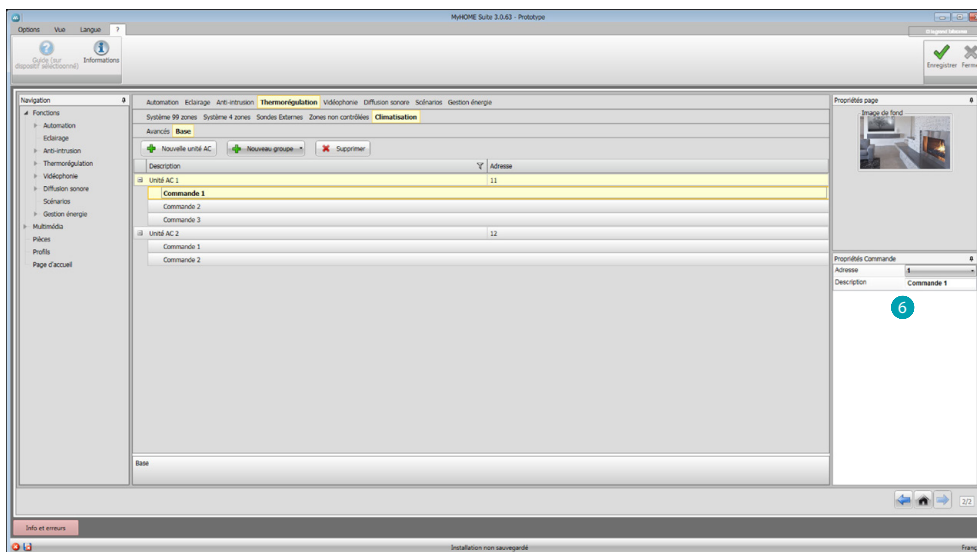 MyHOME Suite 3.0.63 - Prototype
Options Vue Langue ?
Guide (sur dispositif sélectionné)
Informations
Enregistrer Ferme
Navigation
Fonctions
Automation
Eclairage
Anti-intrusion
Thermorégulation
Vidéophonie
Diffusion sonore
Scénarios
Gestion énergie
Multimédia
Pièces
Profils
Page d'accueil
Automation Eclairage Anti-intrusion Thermorégulation Vidéophonie Diffusion sonore Scénarios Gestion énergie
Système 99 zones Système 4 zones Sondes Externes Zones non contrôlées Climatisation
Avancés Base
Nouvelle unité AC Nouveau groupe Supprimer
Description Adresse
Unité AC 1 11
Commande 1
Commande 2
Commande 3
Unité AC 2 12
Commande 1
Commande 2
Base
Propriétés page
Image de fond
Propriétés Commande
Adresse 1
Description Commande 1
6
2/2
Info et erreurs
Installation non sauvegardé
Franç